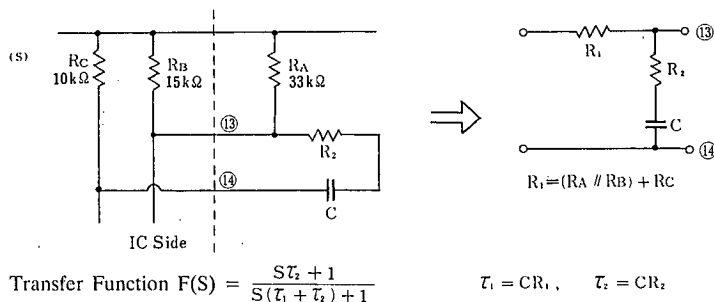 (S)
RC
10kΩ
RB
15kΩ
RA
33kΩ
⑬
R2
⑭
C
IC Side
R1
⑬
R2
C
⑭
R1=(RA // RB) + RC
Transfer Function F(S) = Sτ2 + 1 / S(τ1 + τ2) + 1
τ1 = CR1 , τ2 = CR2